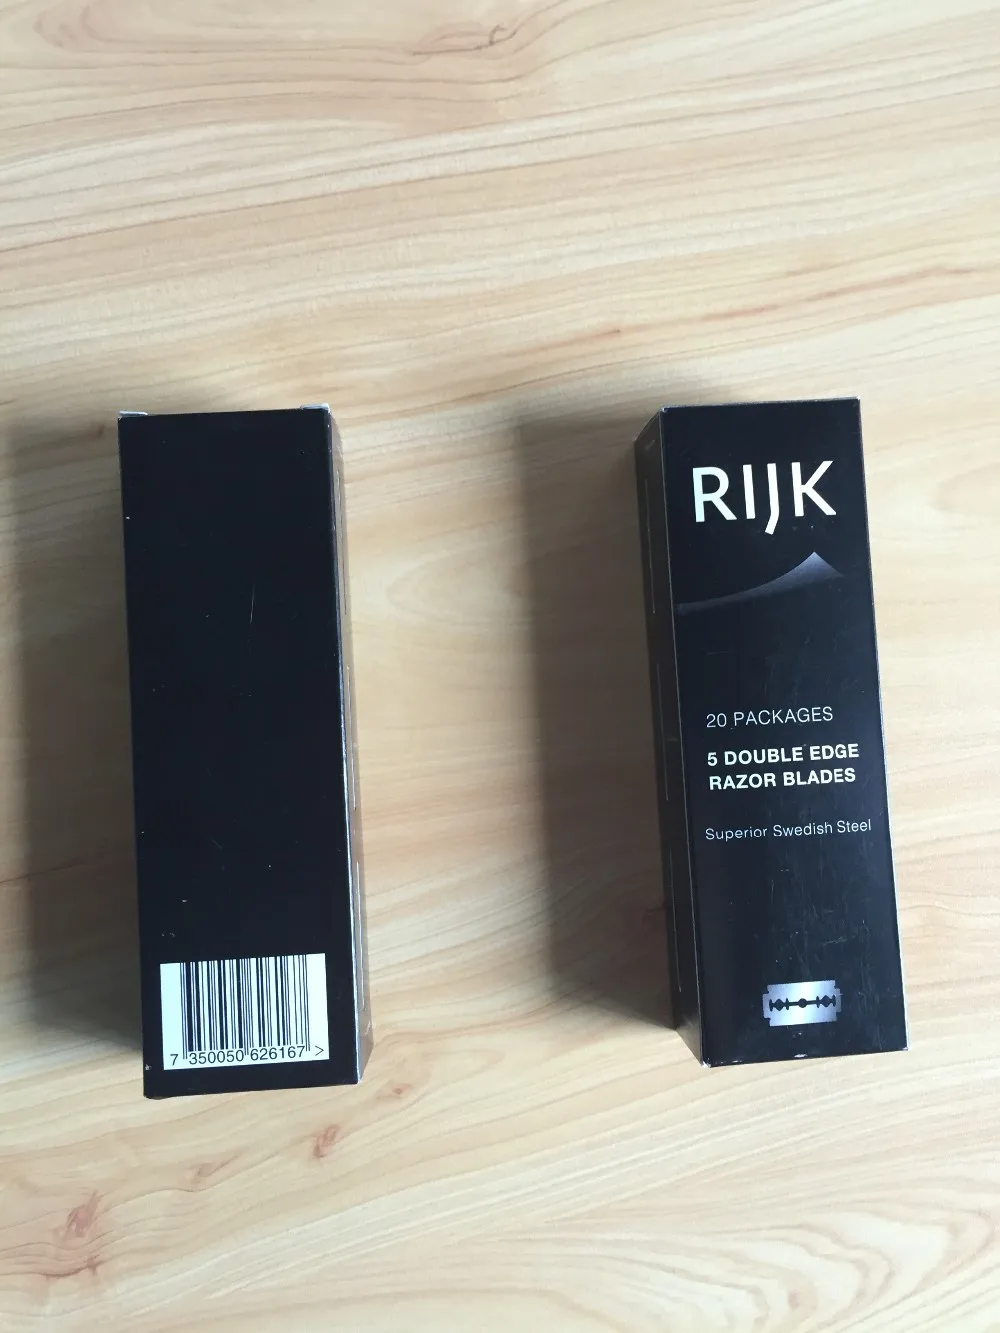 RIJK
20 PACKAGES
5 DOUBLE EDGE
RAZOR BLADES
Superior Swedish Steel
7 350050 626167 >